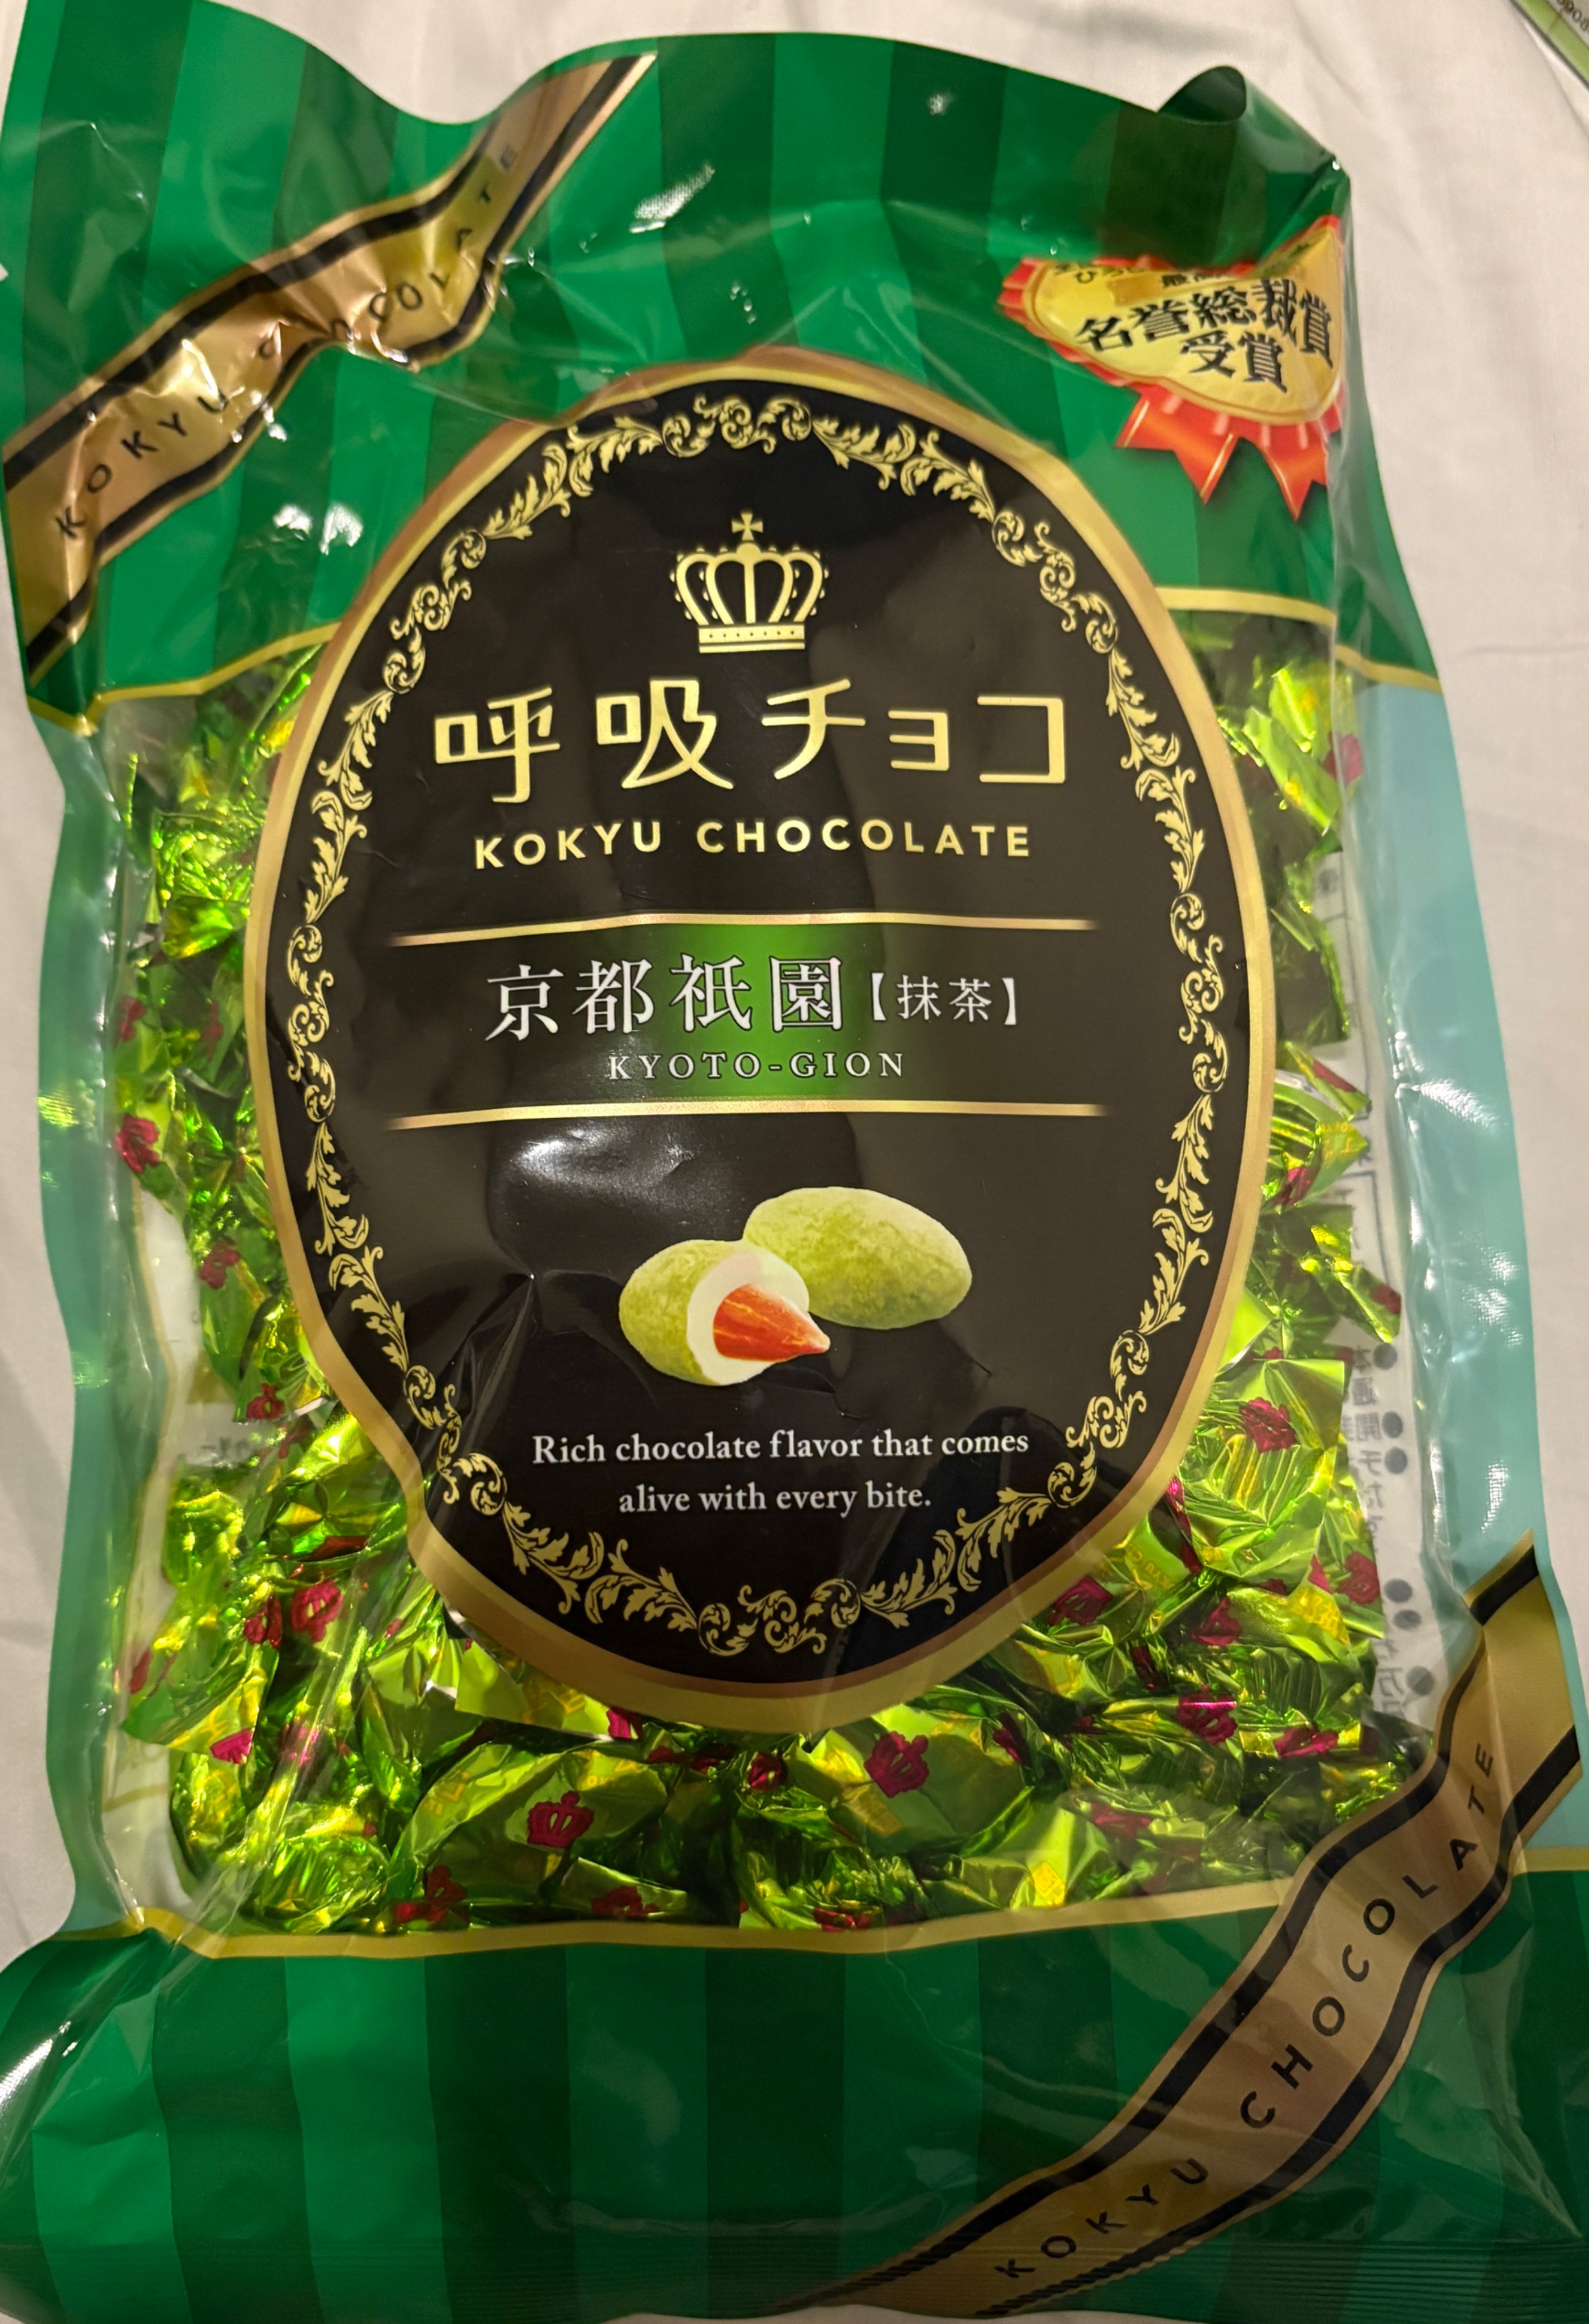 KOKYU CHOCOLATE
名誉総裁賞
受賞
呼吸チョコ
KOKYU CHOCOLATE
京都祇園【抹茶】
KYOTO-GION
Rich chocolate flavor that comes
alive with every bite.
KOKYU CHOCOLATE